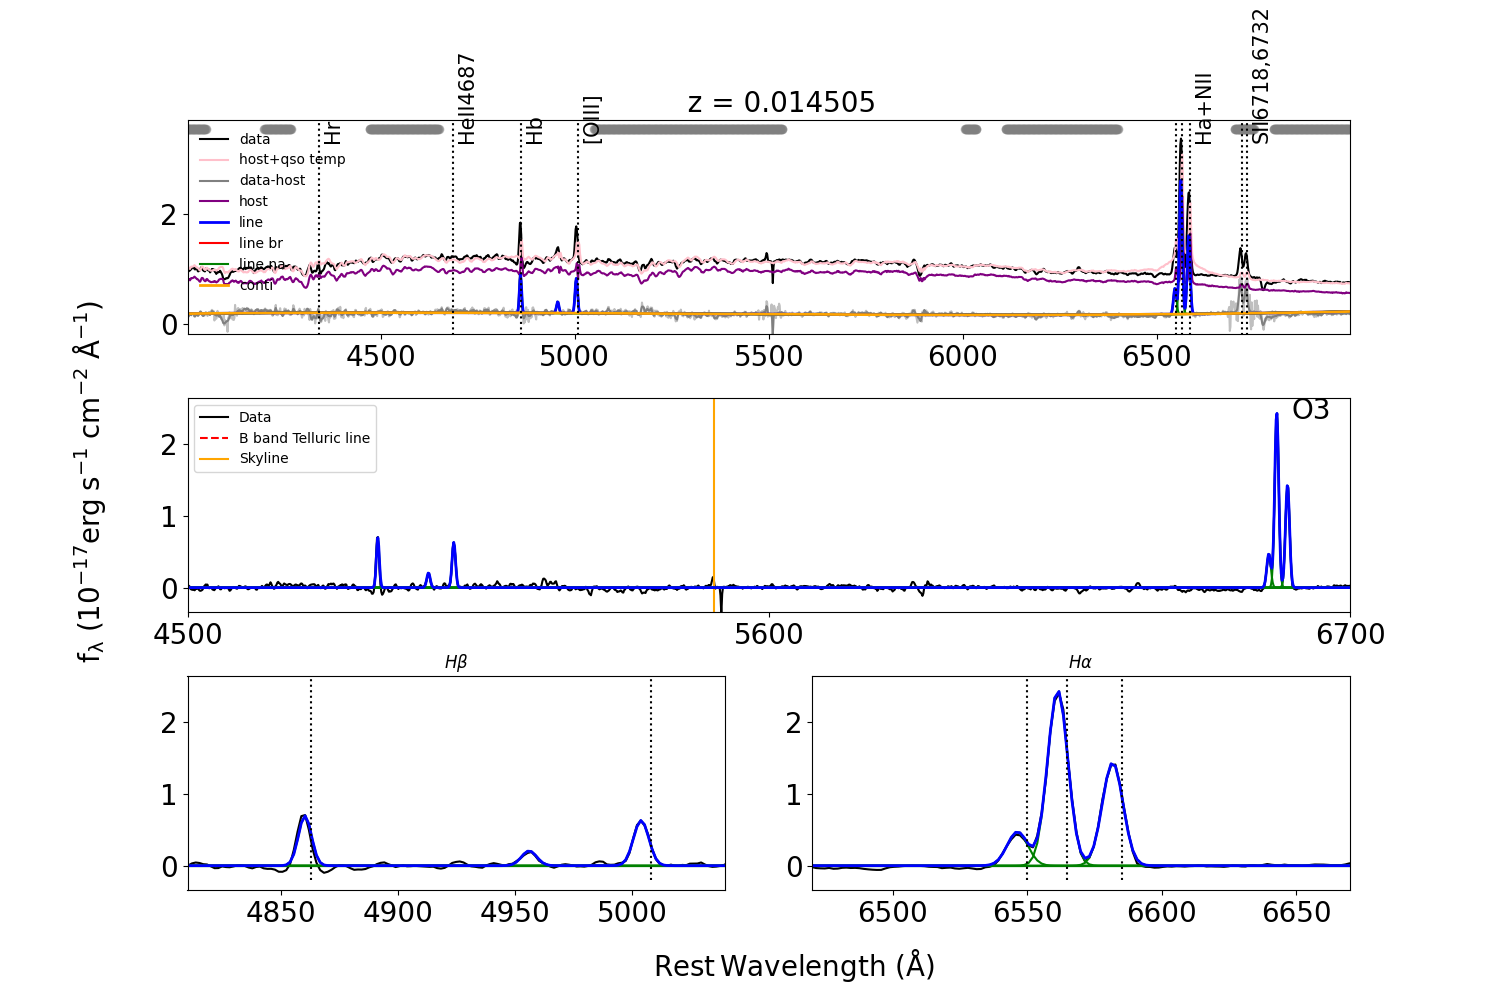 z = 0.014505
Hr
HeII4687
Hb
[OIII]
Ha+NII
SII6718,6732
data
host+qso temp
data-host
host
line
line br
line na
conti
2
0
4500
5000
5500
6000
6500
fλ (10−17erg s−1 cm−2 Å−1)
Data
B band Telluric line
Skyline
O3
2
1
0
4500
5600
6700
Hβ
2
1
0
4850
4900
4950
5000
Hα
2
1
0
6500
6550
6600
6650
Rest Wavelength (Å)